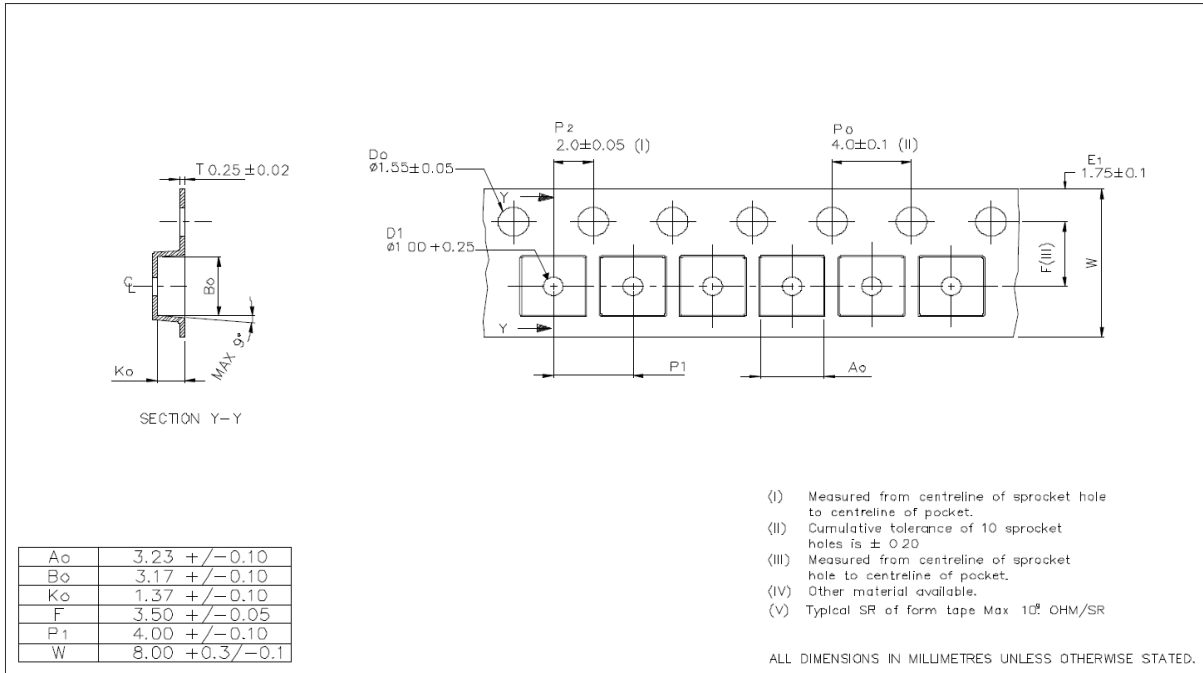 P2
2.0±0.05 (I)
Po
4.0±0.1 (II)
Do
ø1.55±0.05
E1
1.75±0.1
T 0.25±0.02
Y
D1
ø1.00 +0.25
F(III)
W
Bo
Y
MAX 9°
Ko
P1
Ao
SECTION Y-Y
(I) Measured from centreline of sprocket hole
to centreline of pocket.
(II) Cumulative tolerance of 10 sprocket
holes is ± 0.20
(III) Measured from centreline of sprocket
hole to centreline of pocket.
(IV) Other material available.
(V) Typical SR of form tape Max 10⁹ OHM/SR
Ao 3.23 +/-0.10
Bo 3.17 +/-0.10
Ko 1.37 +/-0.10
F 3.50 +/-0.05
P1 4.00 +/-0.10
W 8.00 +0.3/-0.1
ALL DIMENSIONS IN MILLIMETRES UNLESS OTHERWISE STATED.